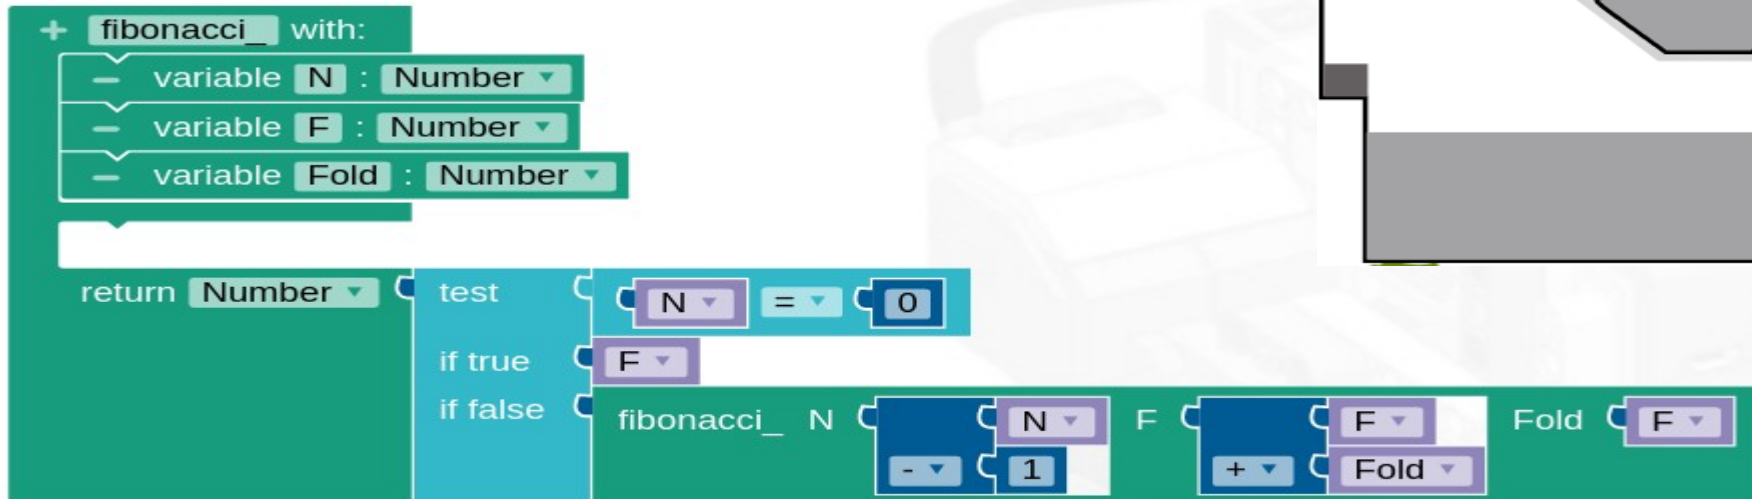 + fibonacci_ with:
− variable N : Number
− variable F : Number
− variable Fold : Number
return Number test N = 0
if true F
if false fibonacci_ N N - 1 F F + Fold Fold F